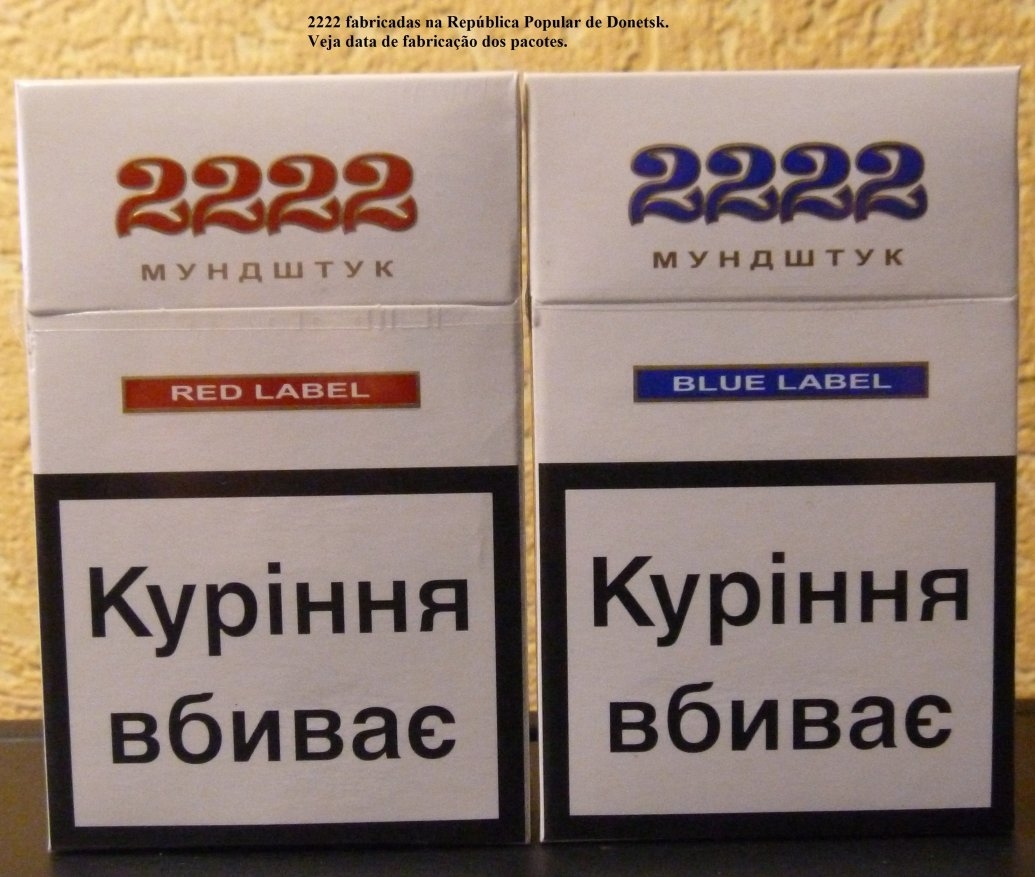 2222 fabricadas na República Popular de Donetsk.
Veja data de fabricação dos pacotes.
2222
МУНДШТУК
RED LABEL
Куріння
вбиває
2222
МУНДШТУК
BLUE LABEL
Куріння
вбиває